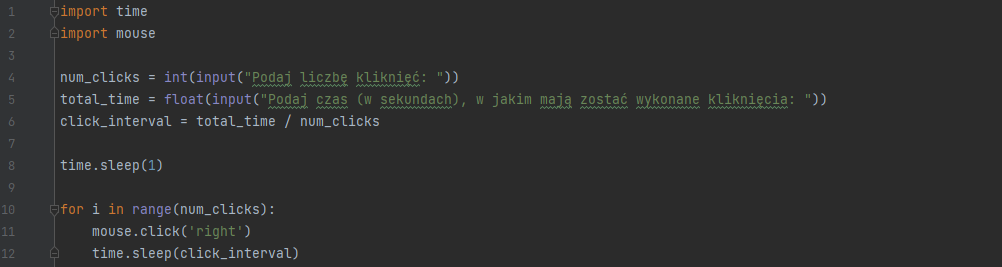 1 import time
2 import mouse
3
4 num_clicks = int(input("Podaj liczbę kliknięć: "))
5 total_time = float(input("Podaj czas (w sekundach), w jakim mają zostać wykonane kliknięcia: "))
6 click_interval = total_time / num_clicks
7
8 time.sleep(1)
9
10 for i in range(num_clicks):
11     mouse.click('right')
12     time.sleep(click_interval)